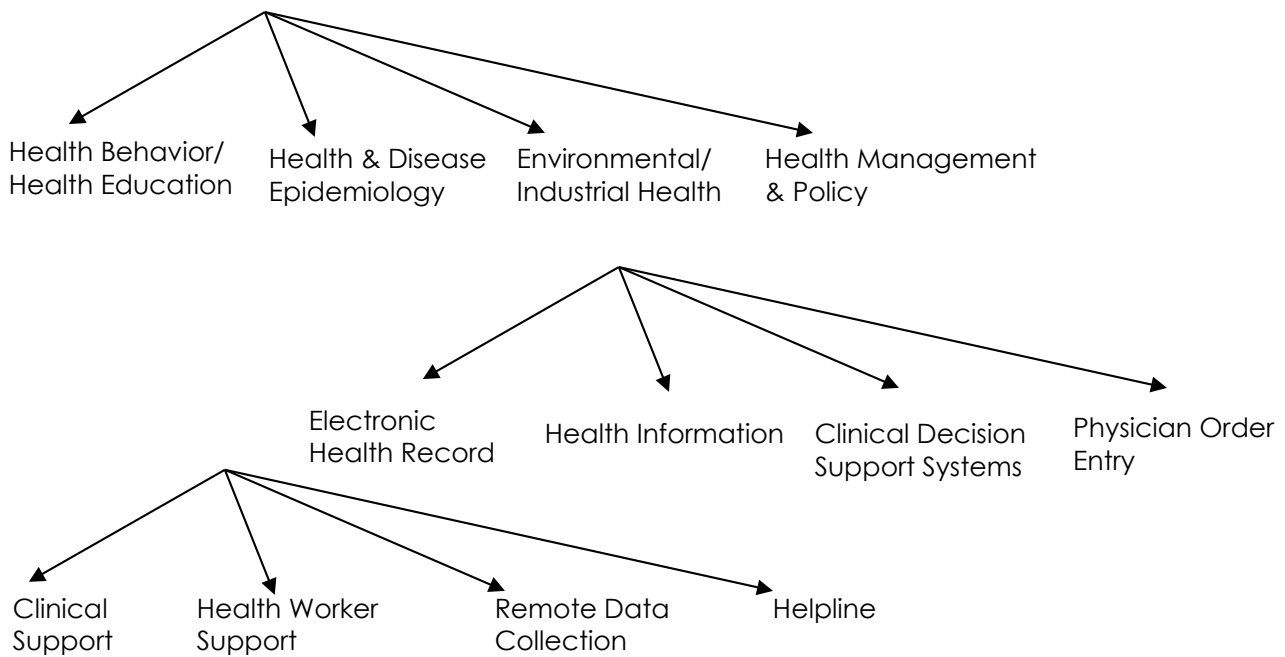 Health Behavior/
Health Education
Health & Disease
Epidemiology
Environmental/
Industrial Health
Health Management
& Policy
Electronic
Health Record
Health Information
Clinical Decision
Support Systems
Physician Order
Entry
Clinical
Support
Health Worker
Support
Remote Data
Collection
Helpline